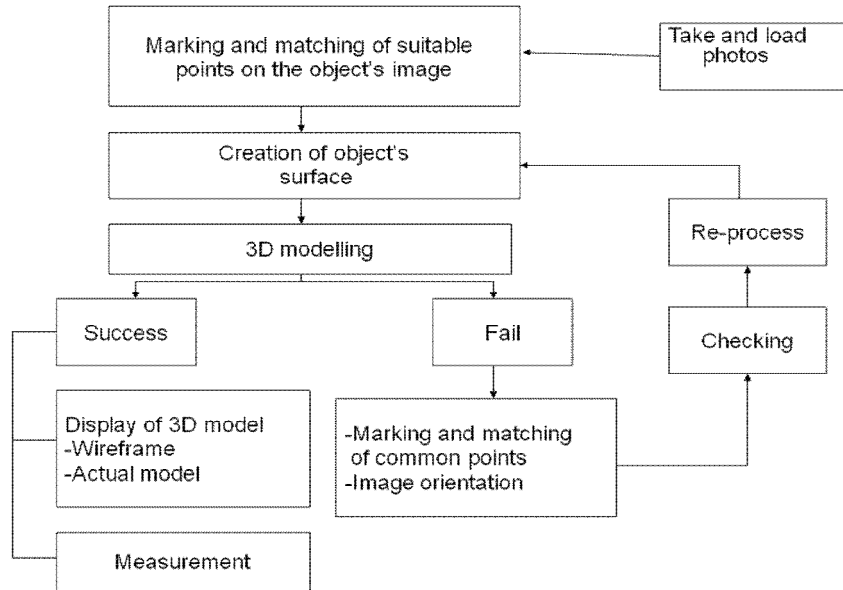 Marking and matching of suitable
points on the object's image
Take and load
photos
Creation of object's
surface
Re-process
3D modelling
Success
Fail
Checking
Display of 3D model
-Wireframe
-Actual model
-Marking and matching
of common points
-Image orientation
Measurement